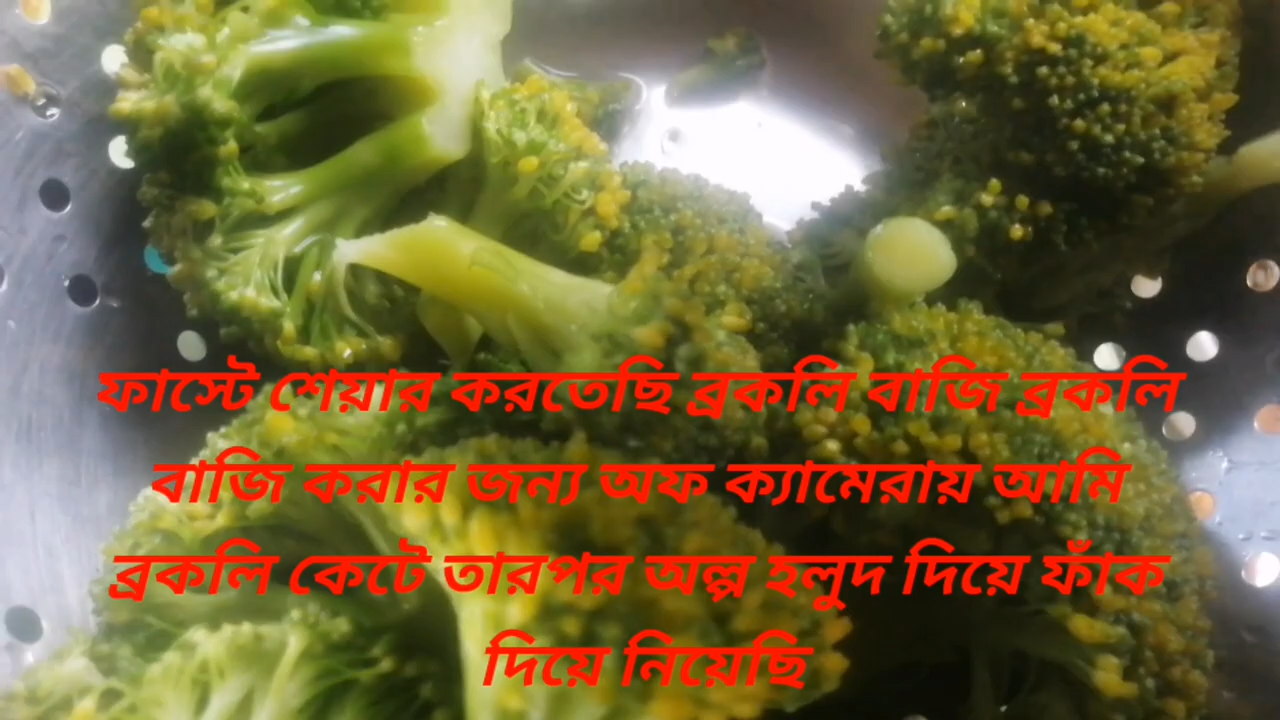 ফাস্টে শেয়ার করতেছি ব্রকলি বাজি ব্রকলি
বাজি করার জন্য অফ ক্যামেরায় আমি
ব্রকলি কেটে তারপর অল্প হলুদ দিয়ে ফাঁক
দিয়ে নিয়েছি